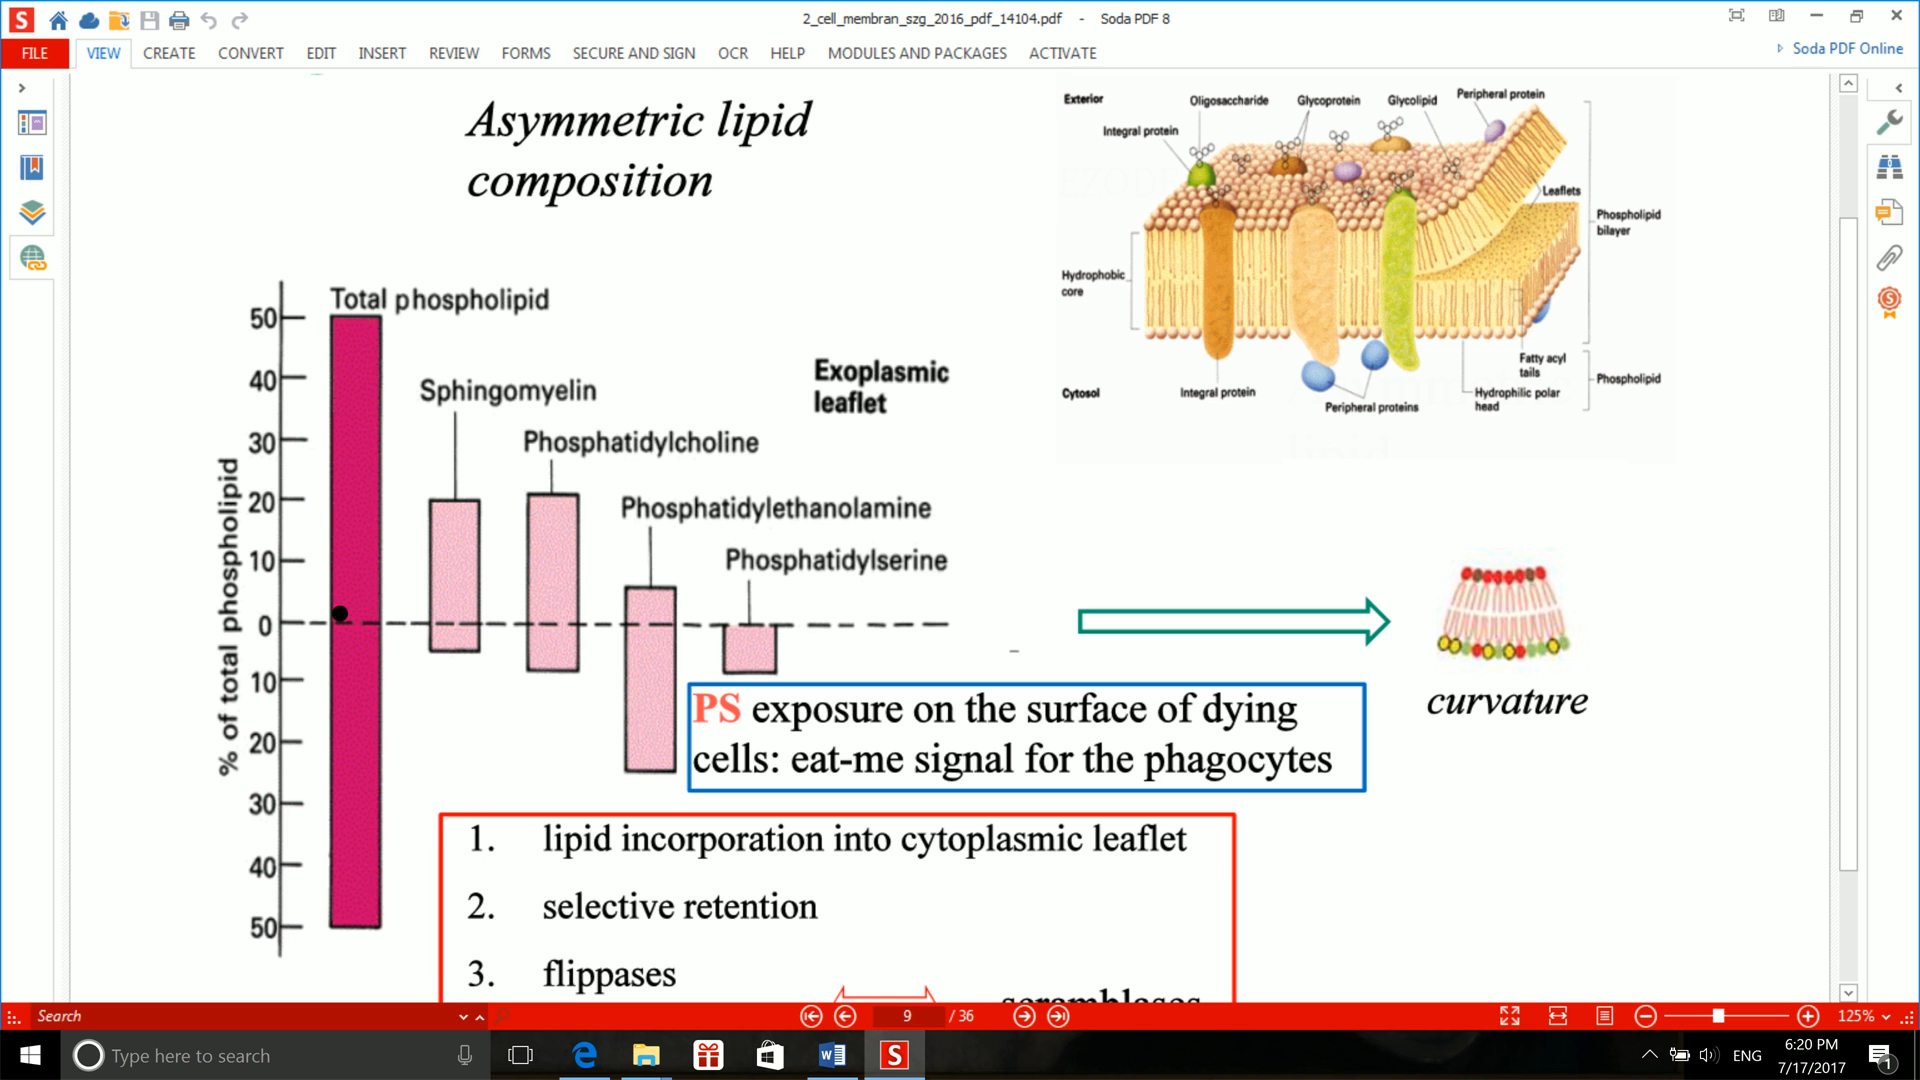 2_cell_membran_szg_2016_pdf_14104.pdf - Soda PDF 8
FILE VIEW CREATE CONVERT EDIT INSERT REVIEW FORMS SECURE AND SIGN OCR HELP MODULES AND PACKAGES ACTIVATE
Soda PDF Online
Asymmetric lipid
composition
Total phospholipid
Sphingomyelin
Phosphatidylcholine
Phosphatidylethanolamine
Phosphatidylserine
Exoplasmic
leaflet
% of total phospholipid
50
40
30
20
10
0
10
20
30
40
50
Exterior
Oligosaccharide
Glycoprotein
Glycolipid
Peripheral protein
Integral protein
Leaflets
Phospholipid
bilayer
Hydrophobic
core
Fatty acyl
tails
Phospholipid
Hydrophilic polar
head
Cytosol
Integral protein
Peripheral proteins
curvature
PS exposure on the surface of dying
cells: eat-me signal for the phagocytes
1. lipid incorporation into cytoplasmic leaflet
2. selective retention
3. flippases
scramblases
Search
9 / 36
125%
Type here to search
ENG
6:20 PM
7/17/2017
1